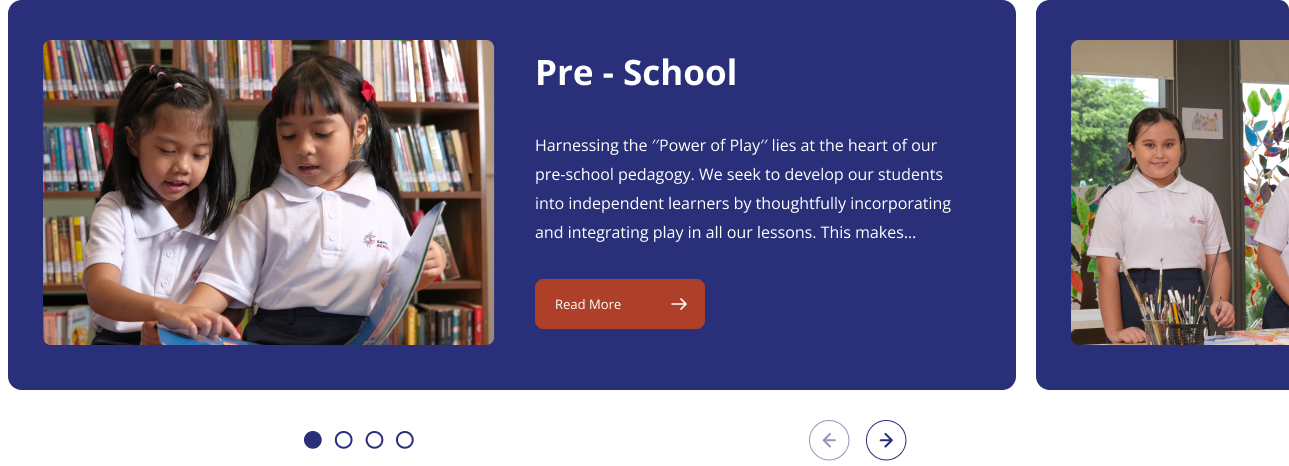 Pre - School
Harnessing the ″Power of Play″ lies at the heart of our
pre-school pedagogy. We seek to develop our students
into independent learners by thoughtfully incorporating
and integrating play in all our lessons. This makes...
Read More